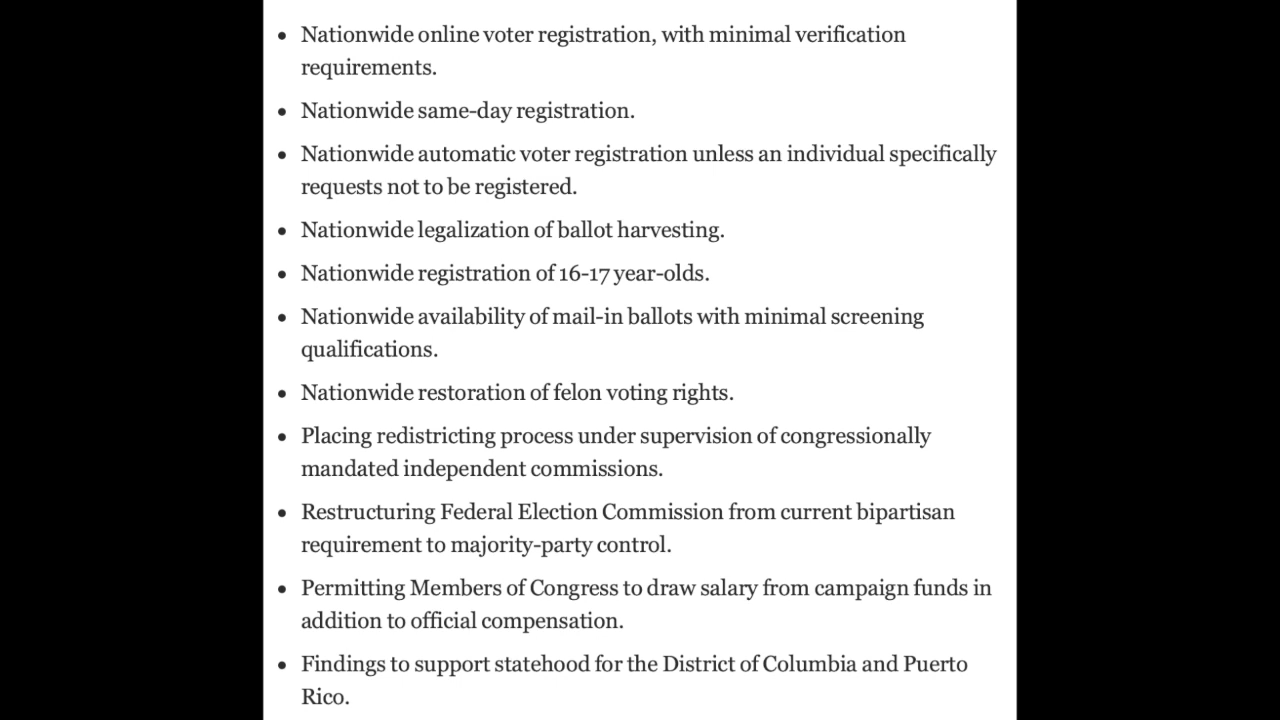 • Nationwide online voter registration, with minimal verification
requirements.
• Nationwide same-day registration.
• Nationwide automatic voter registration unless an individual specifically
requests not to be registered.
• Nationwide legalization of ballot harvesting.
• Nationwide registration of 16-17 year-olds.
• Nationwide availability of mail-in ballots with minimal screening
qualifications.
• Nationwide restoration of felon voting rights.
• Placing redistricting process under supervision of congressionally
mandated independent commissions.
• Restructuring Federal Election Commission from current bipartisan
requirement to majority-party control.
• Permitting Members of Congress to draw salary from campaign funds in
addition to official compensation.
• Findings to support statehood for the District of Columbia and Puerto
Rico.